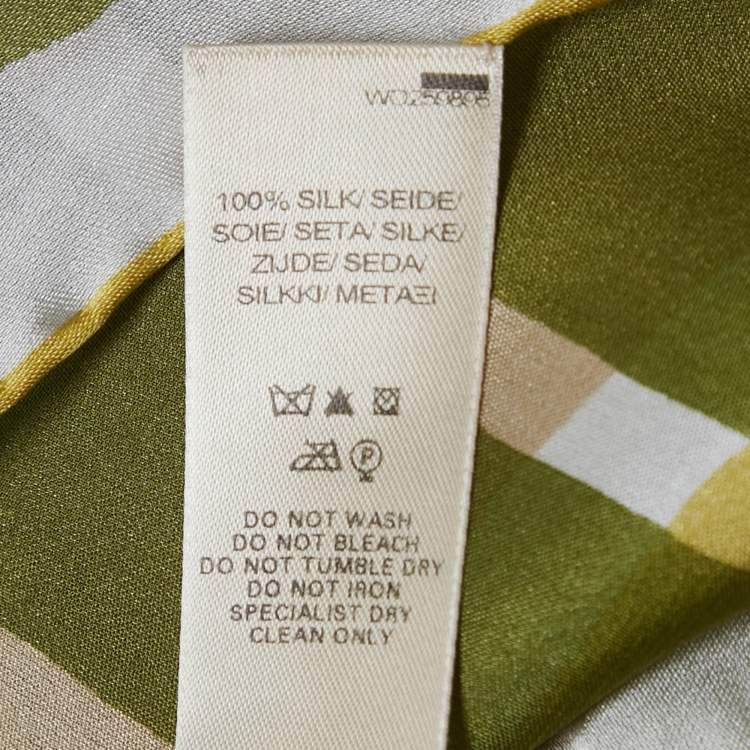 WO259895
100% SILK/ SEIDE/
SOIE/ SETA/ SILKE/
ZIJDE/ SEDA/
SILKKI/ ΜΕΤΑΞΙ
P
DO NOT WASH
DO NOT BLEACH
DO NOT TUMBLE DRY
DO NOT IRON
SPECIALIST DRY
CLEAN ONLY